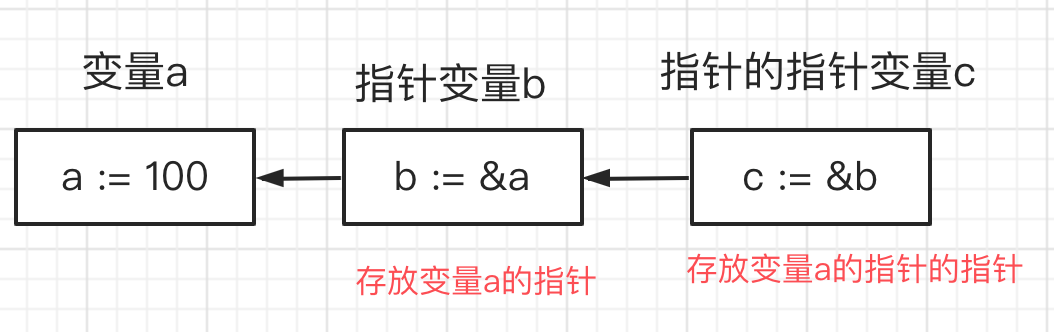 变量a
指针变量b
指针的指针变量c
a := 100
b := &a
c := &b
存放变量a的指针
存放变量a的指针的指针